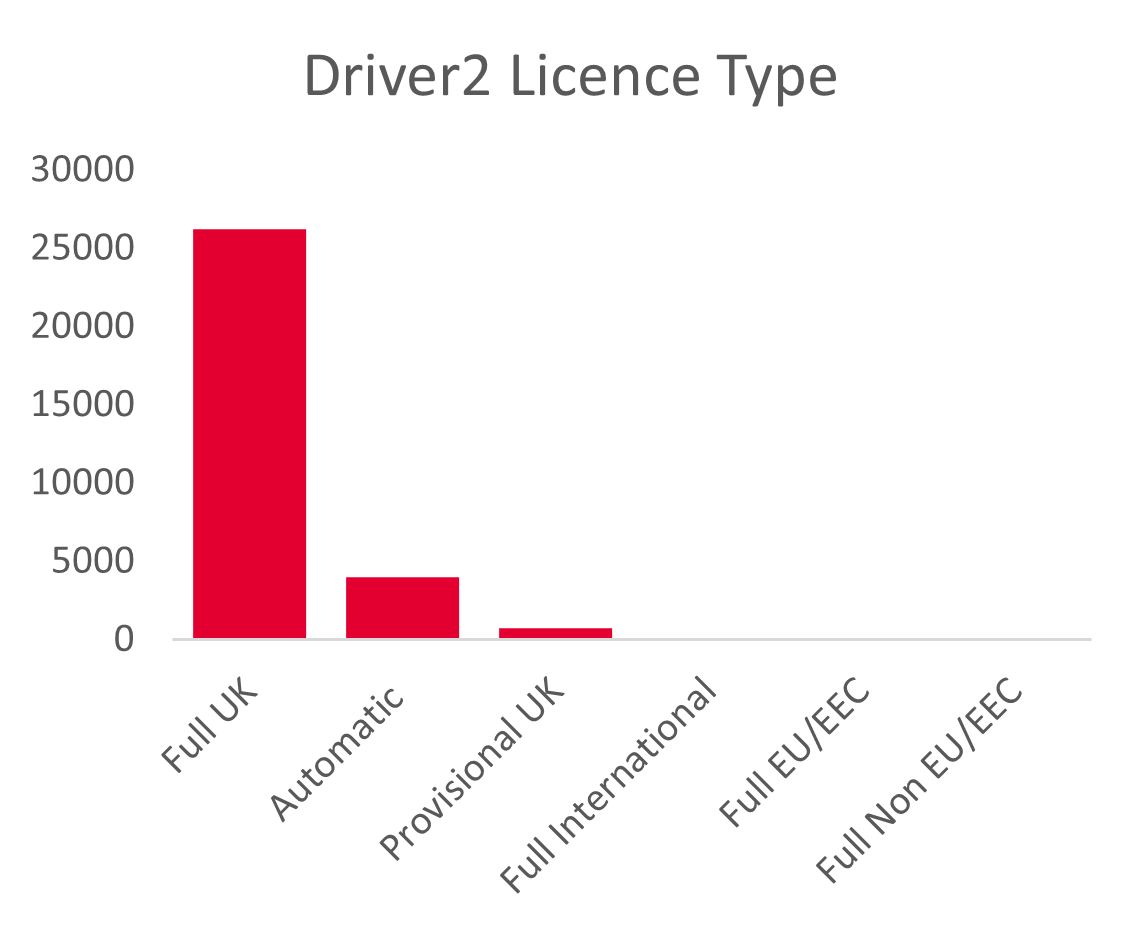 Driver2 Licence Type
30000
25000
20000
15000
10000
5000
0
Full UK
Automatic
Provisional UK
Full International
Full EU/EEC
Full Non EU/EEC